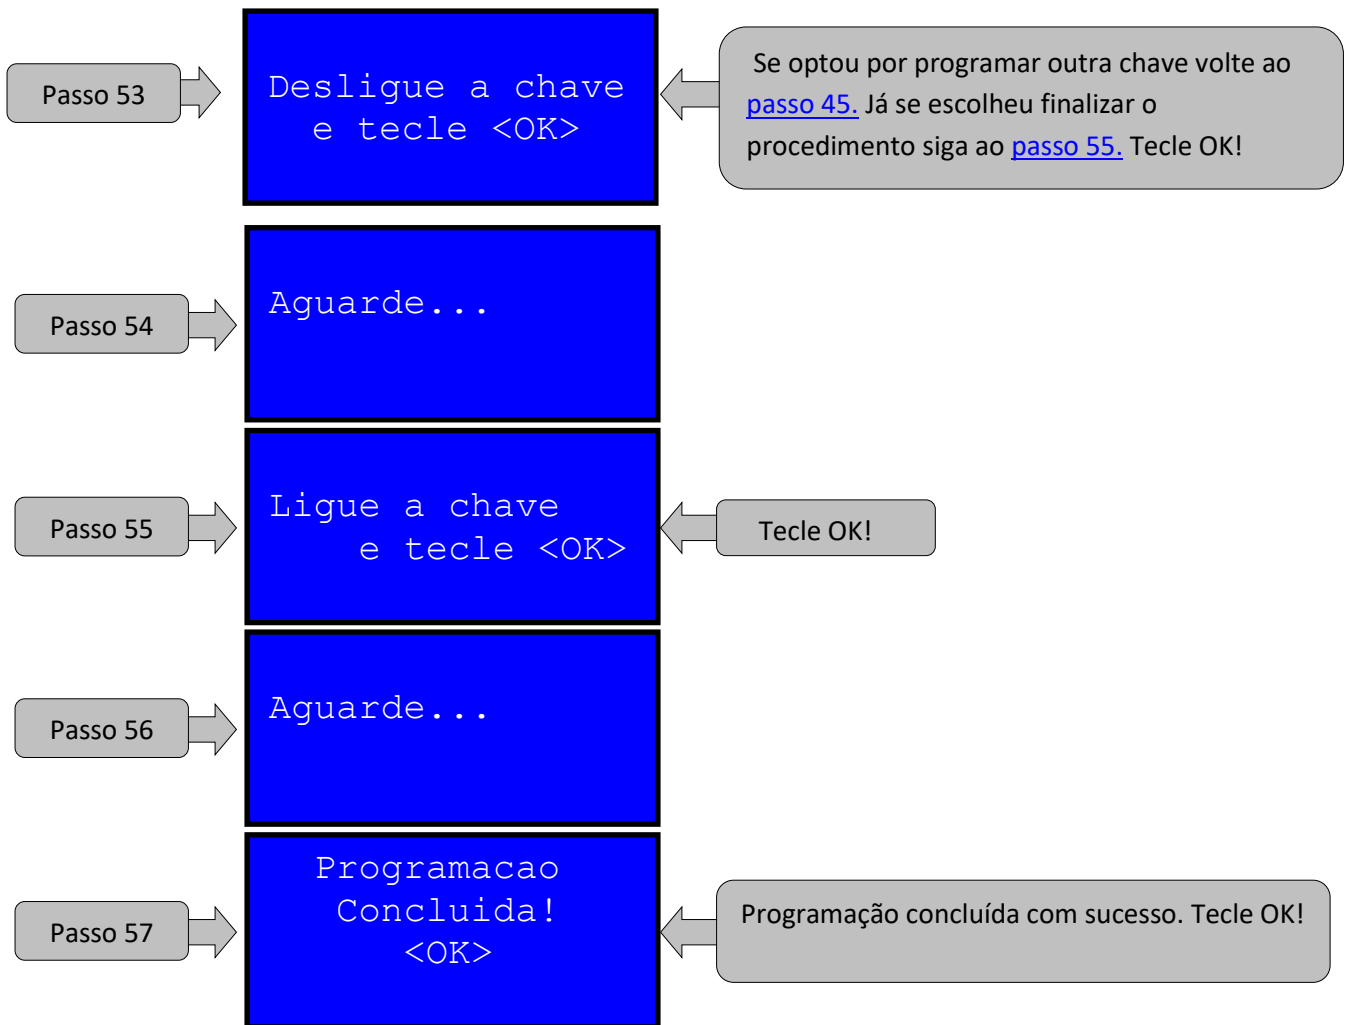 Passo 53
Desligue a chave
e tecle <OK>
Se optou por programar outra chave volte ao
passo 45. Já se escolheu finalizar o
procedimento siga ao passo 55. Tecle OK!
Passo 54
Aguarde...
Passo 55
Ligue a chave
e tecle <OK>
Tecle OK!
Passo 56
Aguarde...
Passo 57
Programacao
Concluida!
<OK>
Programação concluída com sucesso. Tecle OK!